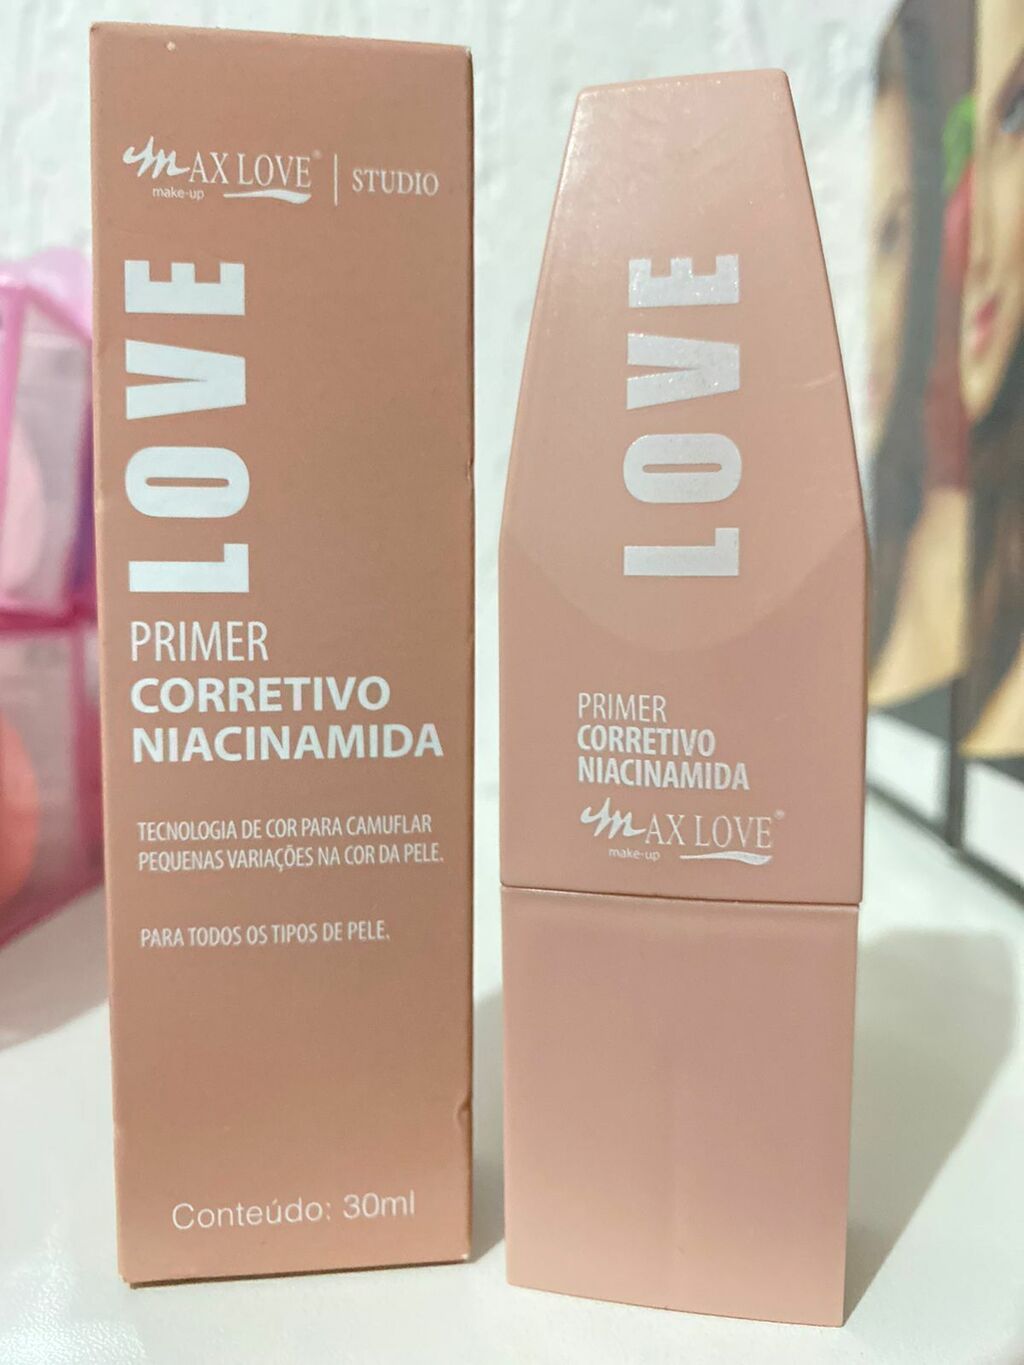 MAX LOVE® | STUDIO
make-up
LOVE
PRIMER
CORRETIVO
NIACINAMIDA
TECNOLOGIA DE COR PARA CAMUFLAR
PEQUENAS VARIAÇÕES NA COR DA PELE.
PARA TODOS OS TIPOS DE PELE.
Conteúdo: 30ml
LOVE
PRIMER
CORRETIVO
NIACINAMIDA
MAX LOVE®
make-up